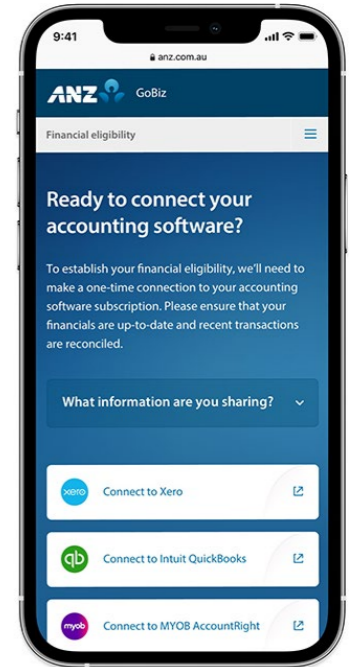 9:41
anz.com.au
ANZ GoBiz
Financial eligibility
Ready to connect your
accounting software?
To establish your financial eligibility, we'll need to
make a one-time connection to your accounting
software subscription. Please ensure that your
financials are up-to-date and recent transactions
are reconciled.
What information are you sharing?
xero Connect to Xero
qb Connect to Intuit QuickBooks
myob Connect to MYOB AccountRight